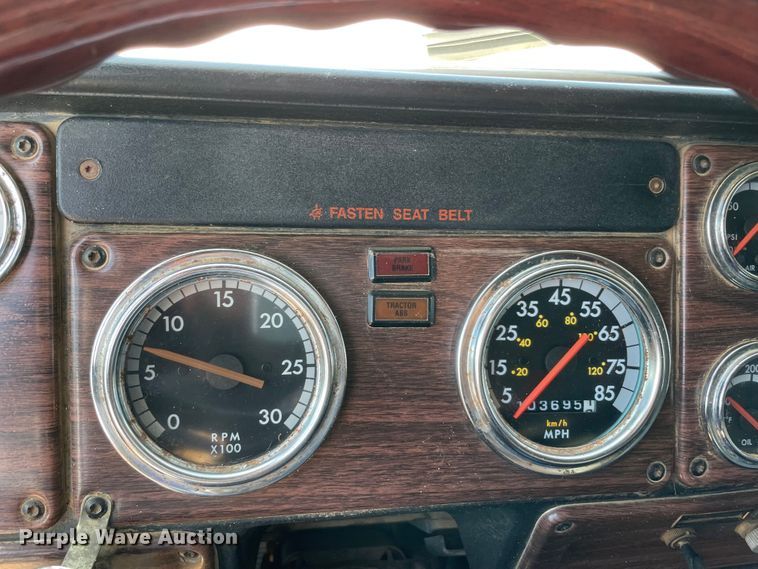 FASTEN SEAT BELT
PARK
BRAKE
TRACTOR
ABS
0 5 10 15 20 25 30
RPM
X100
5 15 25 35 45 55 65 75 85
20 40 60 80 100 120
03695
km/h
MPH
50
PSI
AIR
200
°F
OIL
Purple Wave Auction